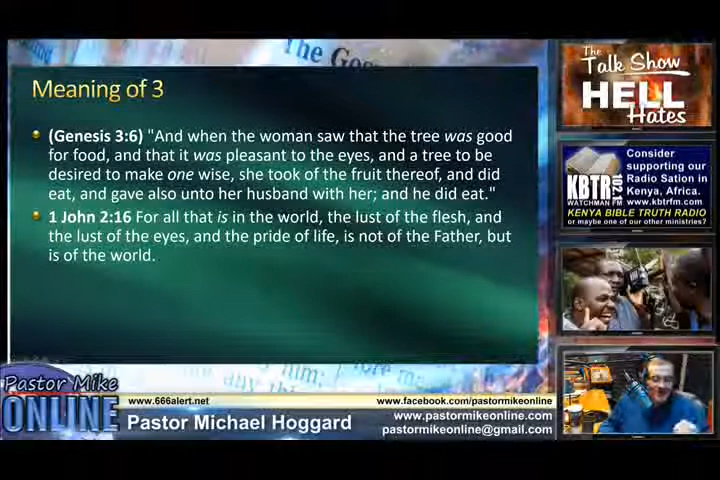 The Goo
Meaning of 3
(Genesis 3:6) "And when the woman saw that the tree was good
for food, and that it was pleasant to the eyes, and a tree to be
desired to make one wise, she took of the fruit thereof, and did
eat, and gave also unto her husband with her; and he did eat."
1 John 2:16 For all that is in the world, the lust of the flesh, and
the lust of the eyes, and the pride of life, is not of the Father, but
is of the world.
The
Talk Show
HELL
Hates
KBTR
102.1
WATCHMAN FM
Consider
supporting our
Radio Sation in
Kenya, Africa.
www.kbtrfm.com
KENYA BIBLE TRUTH RADIO
or maybe one of our other ministries?
him;
Pastor Mike
ONLINE
www.666alert.net
www.facebook.com/pastormikeonline
Pastor Michael Hoggard
www.pastormikeonline.com
pastormikeonline@gmail.com